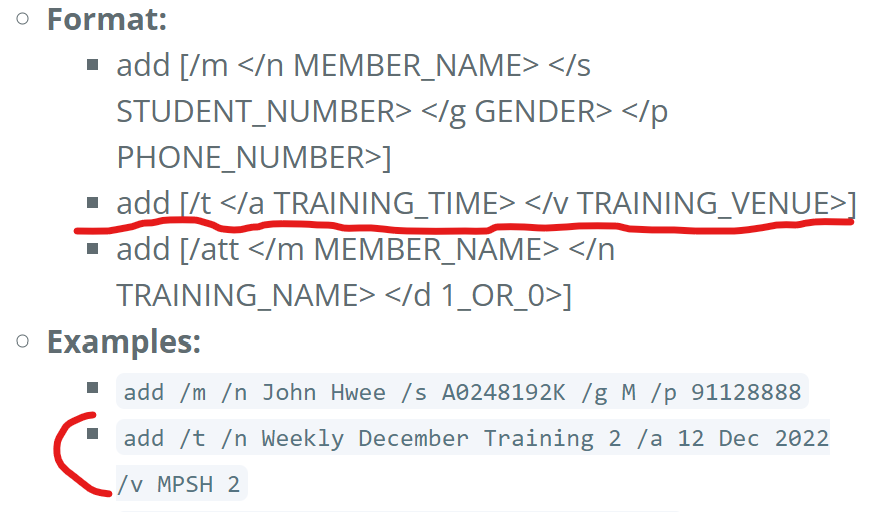 Format:
add [/m </n MEMBER_NAME> </s
STUDENT_NUMBER> </g GENDER> </p
PHONE_NUMBER>]
add [/t </a TRAINING_TIME> </v TRAINING_VENUE>]
add [/att </m MEMBER_NAME> </n
TRAINING_NAME> </d 1_OR_0>]
Examples:
add /m /n John Hwee /s A0248192K /g M /p 91128888
add /t /n Weekly December Training 2 /a 12 Dec 2022
/v MPSH 2